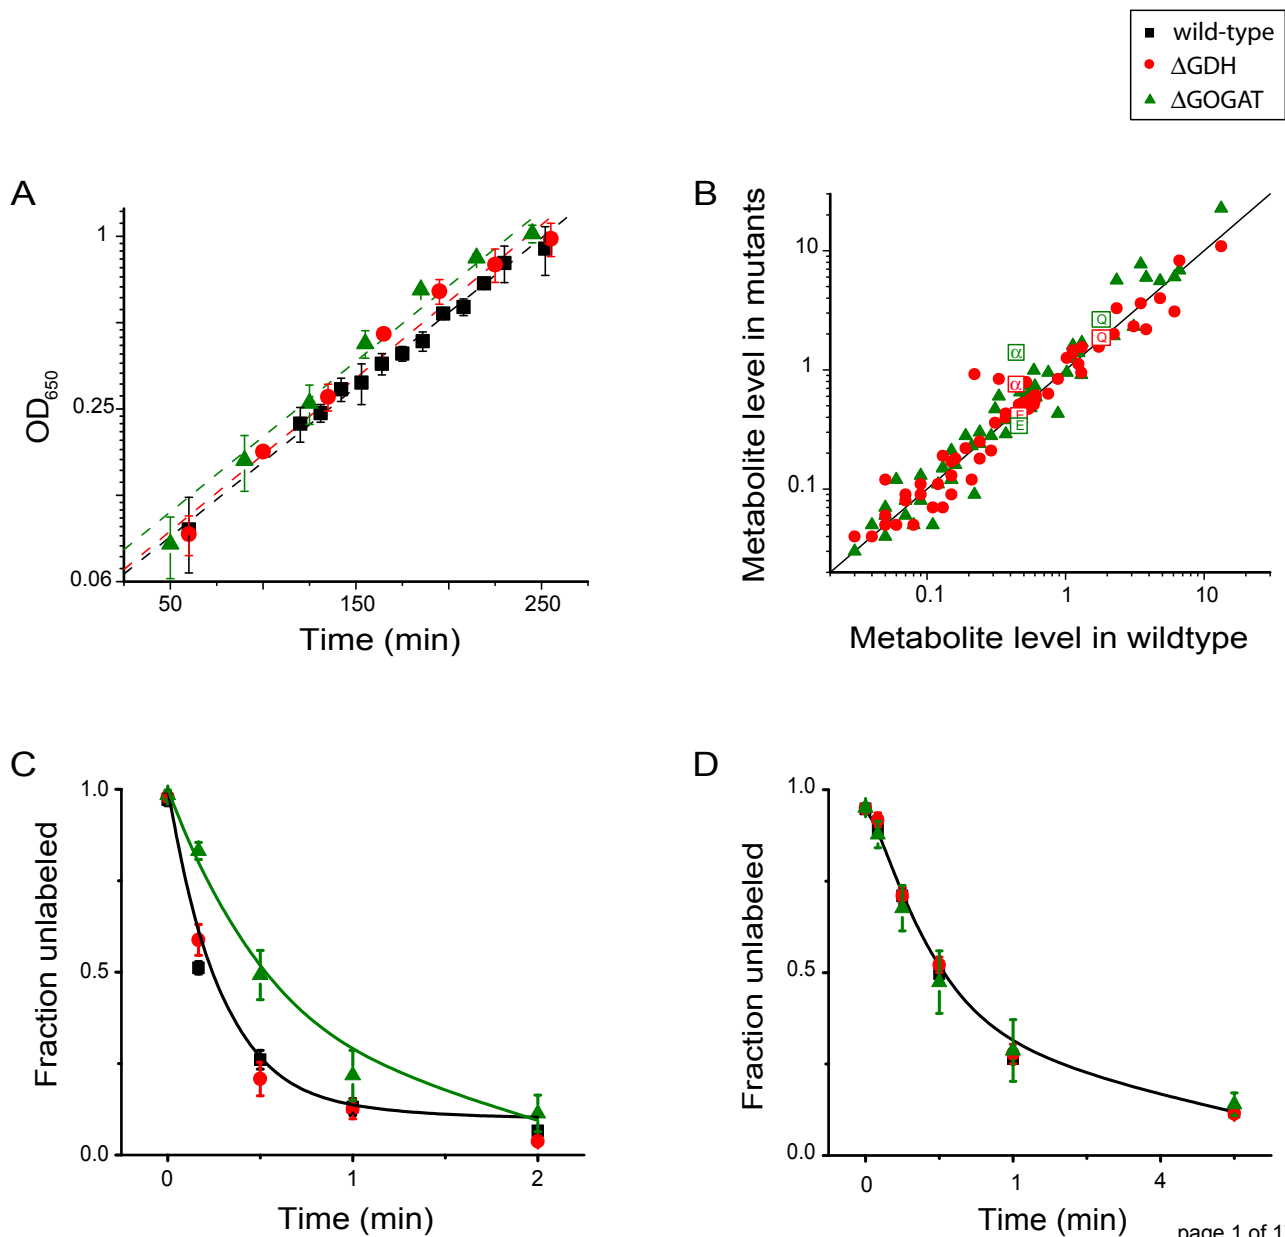 wild-type
ΔGDH
ΔGOGAT
A
OD650
1
0.25
0.06
50
150
250
Time (min)
B
Metabolite level in mutants
10
1
0.1
α
α
Q
Q
E
E
0.1
1
10
Metabolite level in wildtype
C
Fraction unlabeled
1.0
0.5
0.0
0
1
2
Time (min)
D
Fraction unlabeled
1.0
0.5
0.0
0
1
4
Time (min)
page 1 of 1